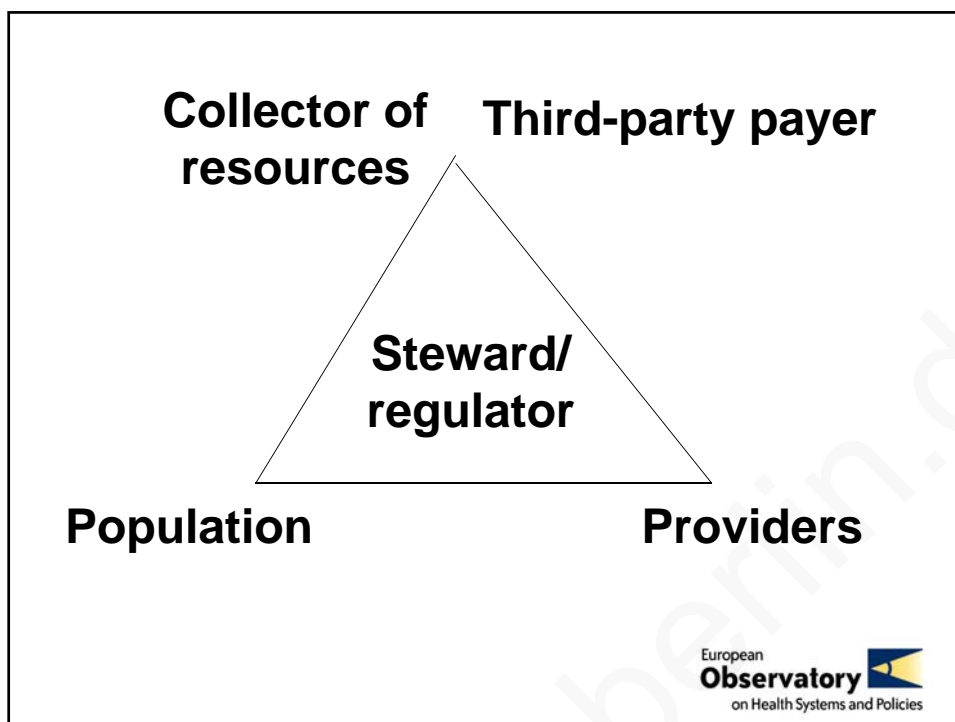 Collector of
resources
Third-party payer
Steward/
regulator
Population
Providers
European
Observatory
on Health Systems and Policies